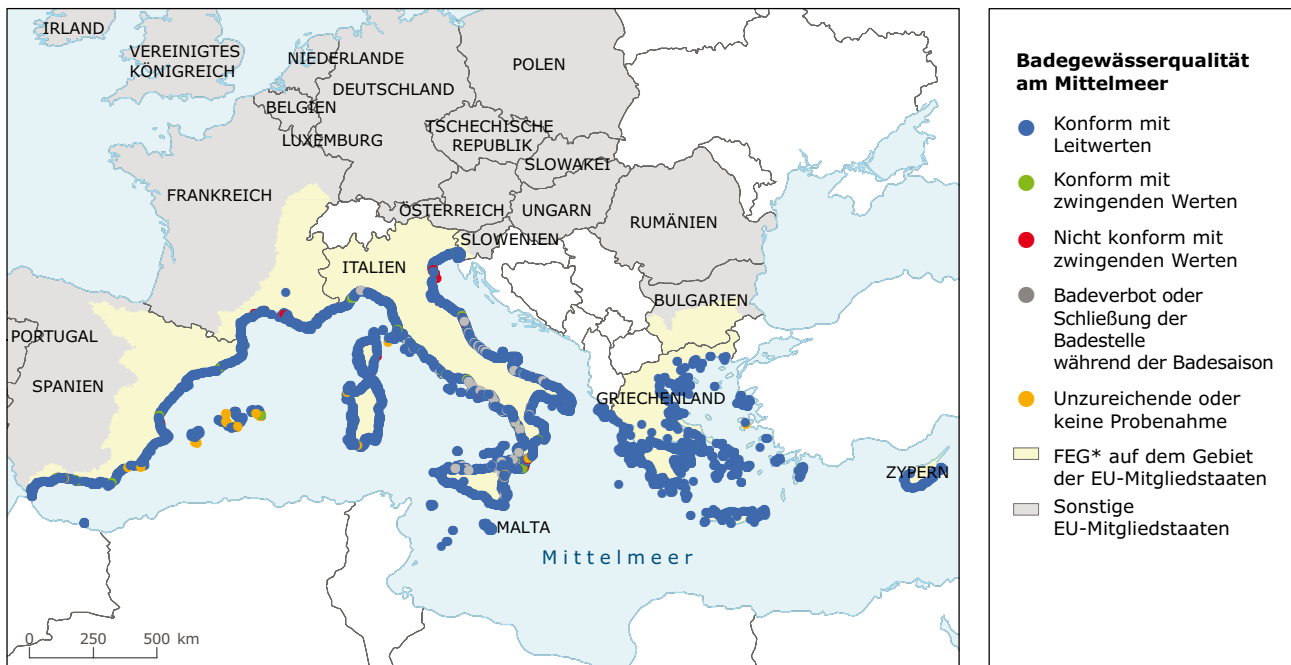 IRLAND
VEREINIGTES
KÖNIGREICH
NIEDERLANDE
POLEN
DEUTSCHLAND
BELGIEN
LUXEMBURG
TSCHECHISCHE
REPUBLIK
SLOWAKEI
FRANKREICH
ÖSTERREICH
UNGARN
RUMÄNIEN
SLOWENIEN
ITALIEN
BULGARIEN
PORTUGAL
SPANIEN
GRIECHENLAND
ZYPERN
MALTA
Mittelmeer
0 250 500 km
Badegewässerqualität
am Mittelmeer
Konform mit
Leitwerten
Konform mit
zwingenden Werten
Nicht konform mit
zwingenden Werten
Badeverbot oder
Schließung der
Badestelle
während der Badesaison
Unzureichende oder
keine Probenahme
FEG* auf dem Gebiet
der EU-Mitgliedstaaten
Sonstige
EU-Mitgliedstaaten